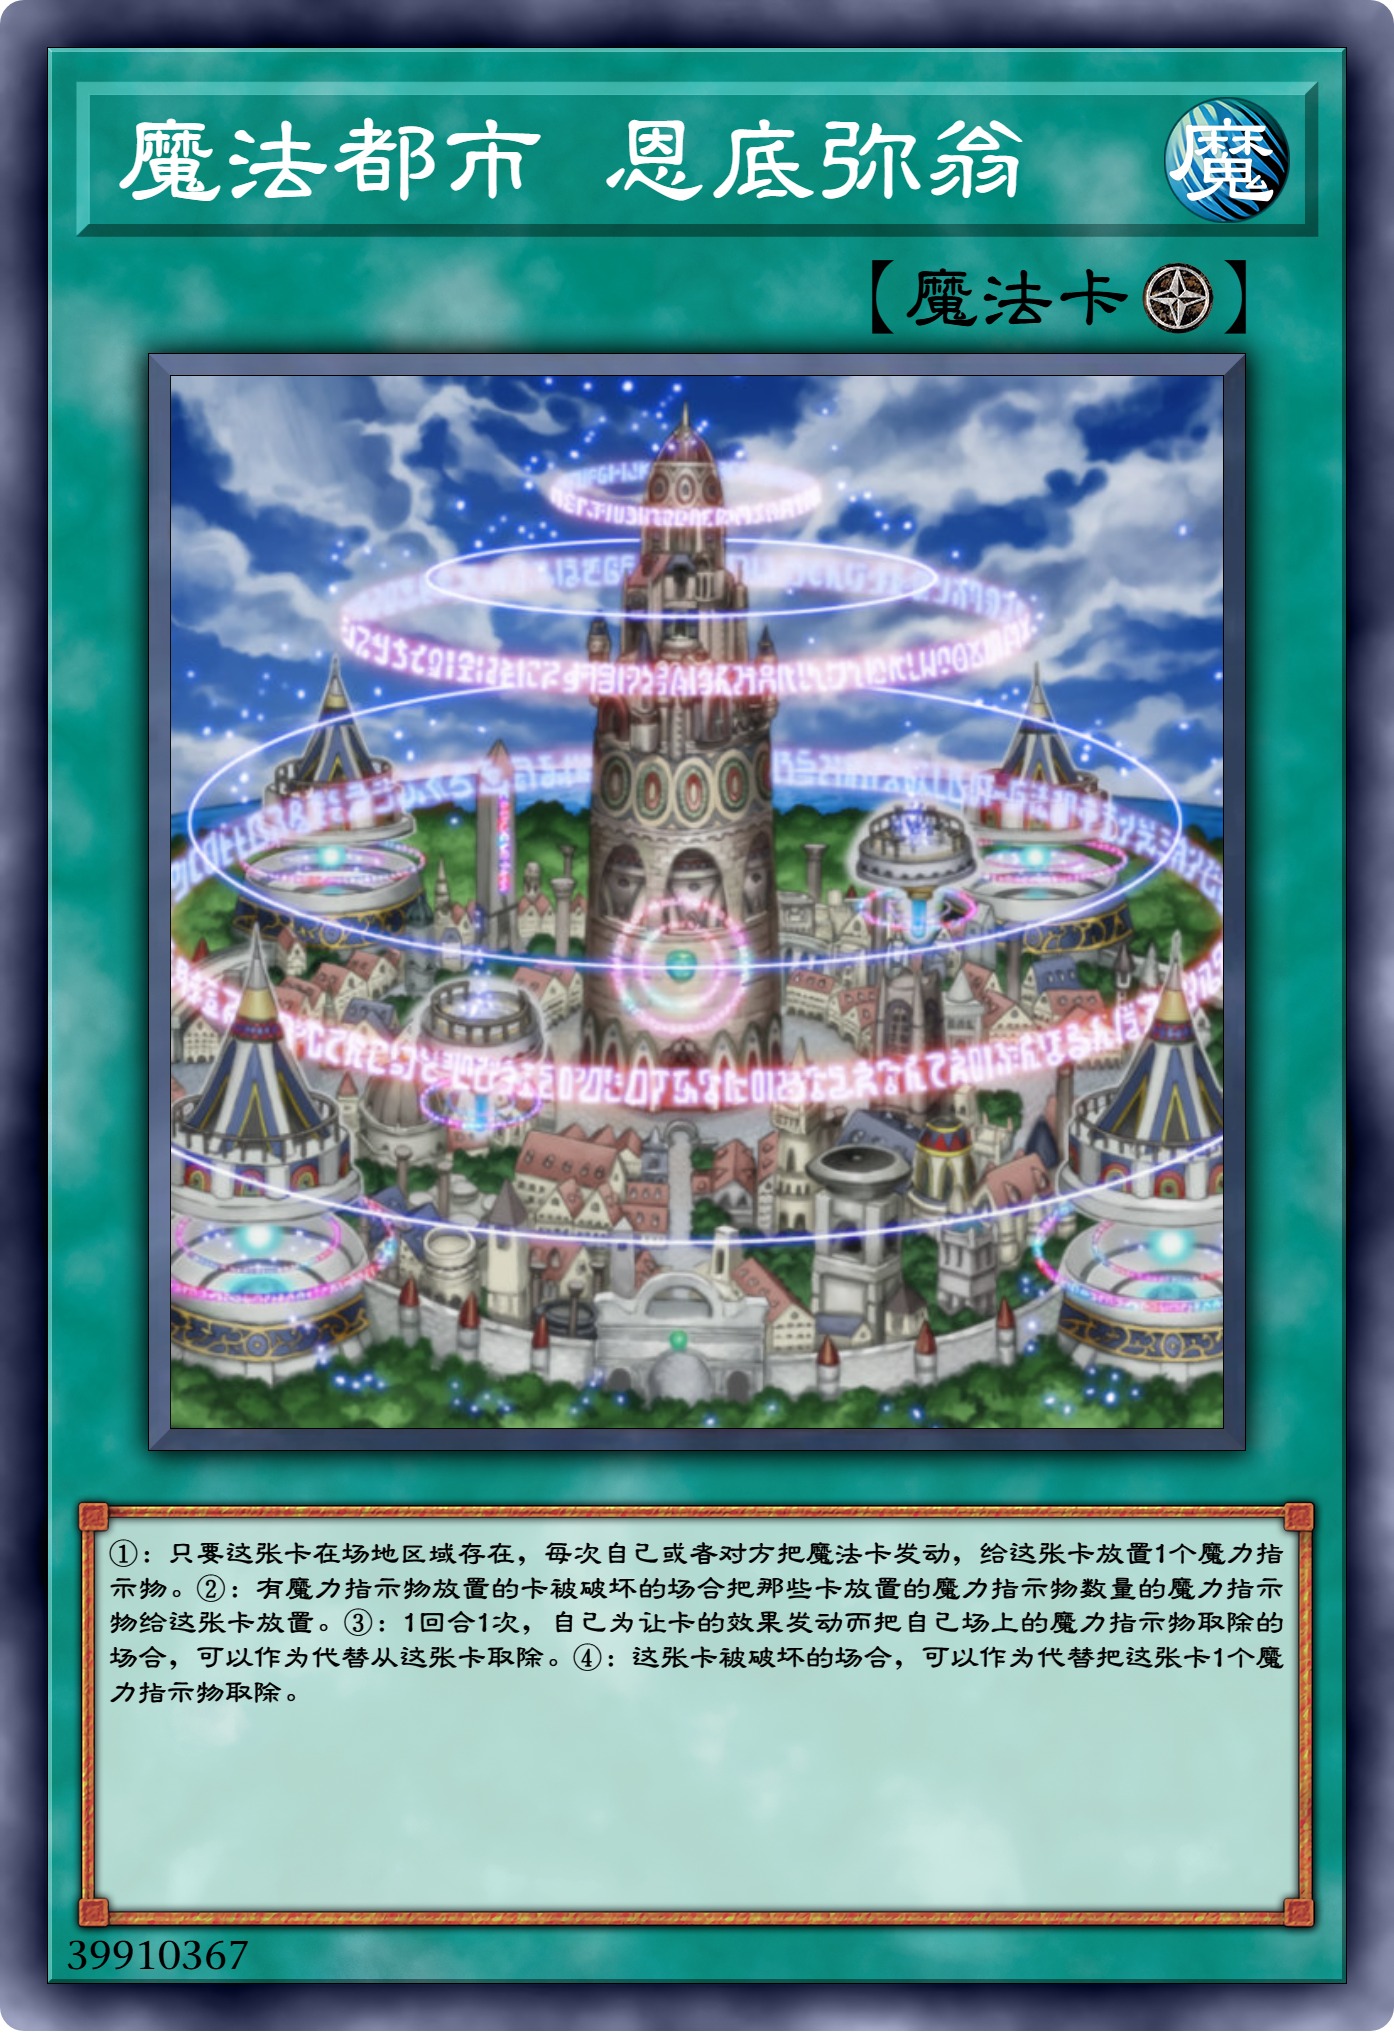 魔法都市 恩底弥翁
魔
【魔法卡】
①：只要这张卡在场地区域存在，每次自己或者对方把魔法卡发动，给这张卡放置1个魔力指
示物。②：有魔力指示物放置的卡被破坏的场合把那些卡放置的魔力指示物数量的魔力指示
物给这张卡放置。③：1回合1次，自己为让卡的效果发动而把自己场上的魔力指示物取除的
场合，可以作为代替从这张卡取除。④：这张卡被破坏的场合，可以作为代替把这张卡1个魔
力指示物取除。
39910367